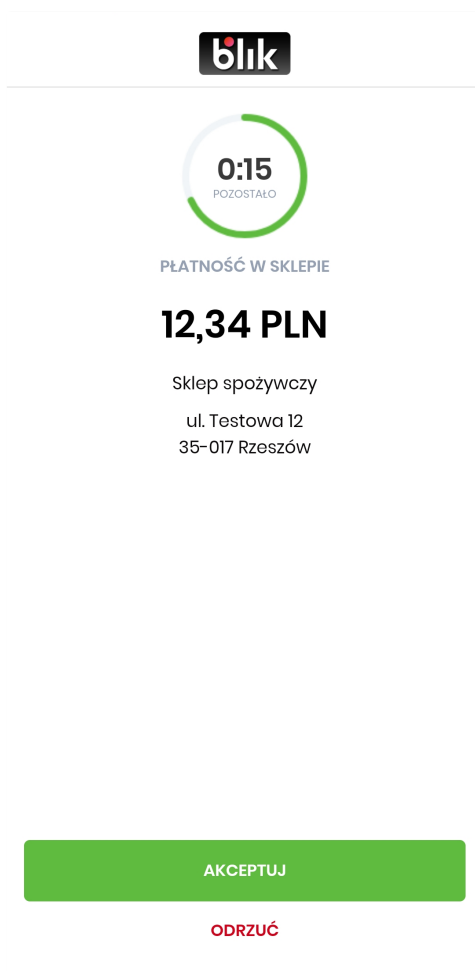 blik
0:15
POZOSTAŁO
PŁATNOŚĆ W SKLEPIE
12,34 PLN
Sklep spożywczy
ul. Testowa 12
35-017 Rzeszów
AKCEPTUJ
ODRZUĆ